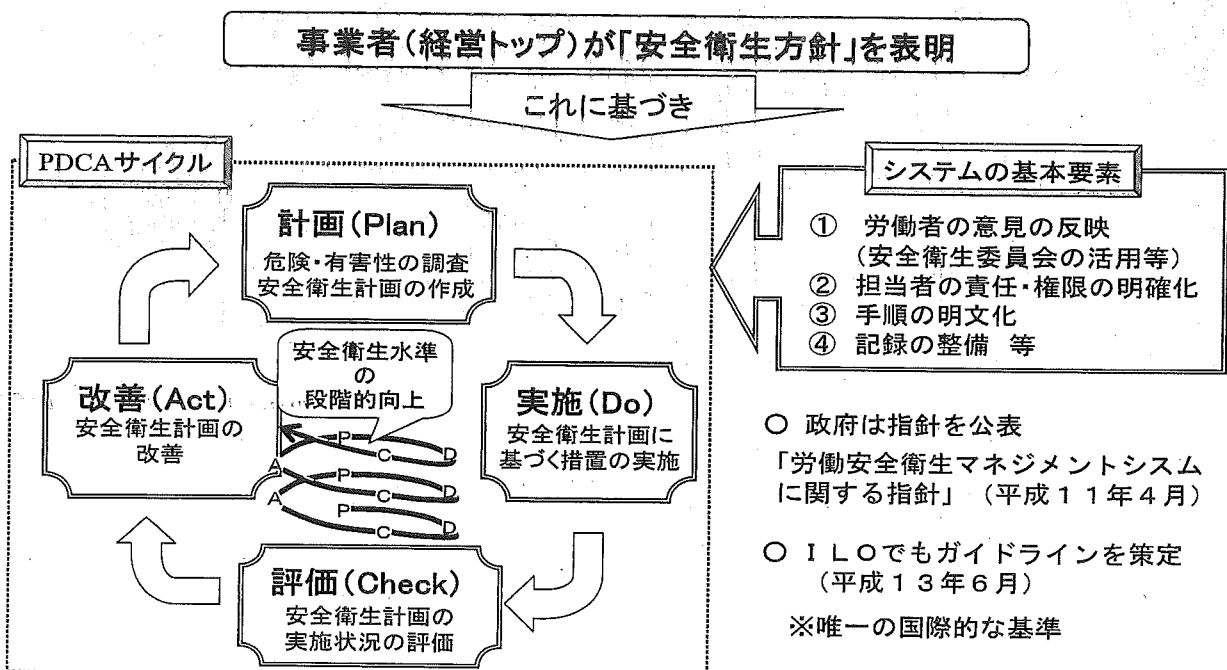 事業者(経営トップ)が「安全衛生方針」を表明
これに基づき
PDCAサイクル
計画(Plan)
危険・有害性の調査
安全衛生計画の作成
安全衛生水準
の
段階的向上
改善(Act)
安全衛生計画の
改善
実施(Do)
安全衛生計画に
基づく措置の実施
P
C
D
A
P
C
D
A
P
C
D
評価(Check)
安全衛生計画の
実施状況の評価
システムの基本要素
① 労働者の意見の反映
(安全衛生委員会の活用等)
② 担当者の責任・権限の明確化
③ 手順の明文化
④ 記録の整備 等
○ 政府は指針を公表
「労働安全衛生マネジメントシスム
に関する指針」 (平成11年4月)
○ ILOでもガイドラインを策定
(平成13年6月)
※唯一の国際的な基準